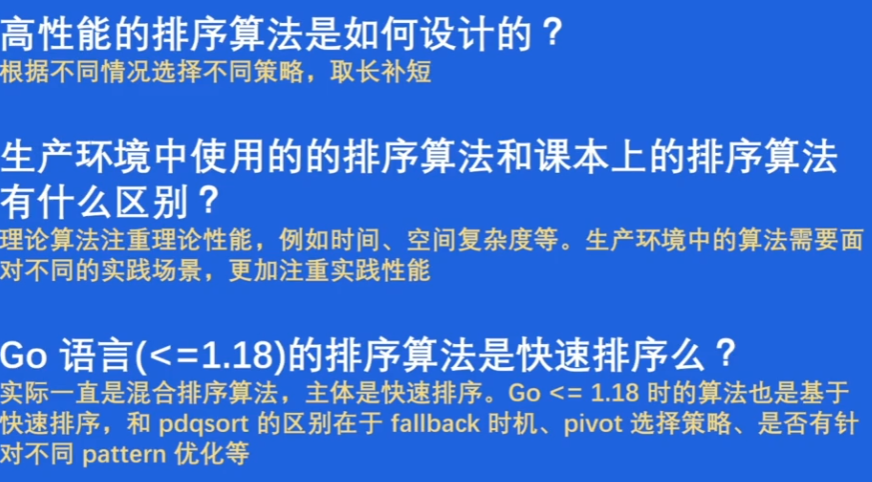 高性能的排序算法是如何设计的？
根据不同情况选择不同策略，取长补短
生产环境中使用的的排序算法和课本上的排序算法
有什么区别？
理论算法注重理论性能，例如时间、空间复杂度等。生产环境中的算法需要面
对不同的实践场景，更加注重实践性能
Go 语言(<=1.18)的排序算法是快速排序么？
实际一直是混合排序算法，主体是快速排序。Go <= 1.18 时的算法也是基于
快速排序，和 pdqsort 的区别在于 fallback 时机、pivot 选择策略、是否有针
对不同 pattern 优化等